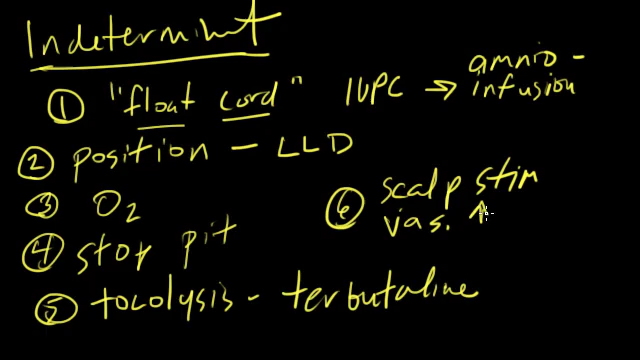 Indetermint
① "float cord" IUPC → amnio-
infusion
② position - LLD
③ O2
④ stop pit
⑤ tocolysis - terbutaline
⑥ scalp stim
vas. ↑